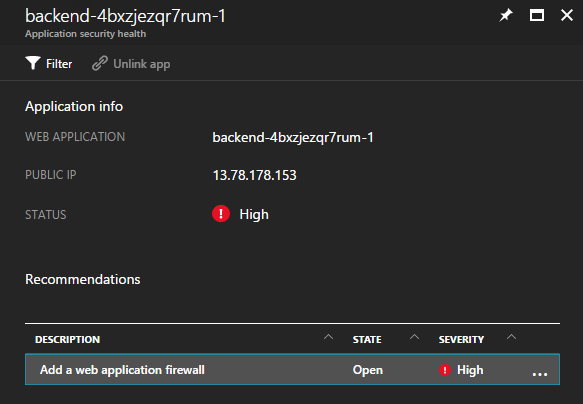 backend-4bxzjezqr7rum-1
Application security health
Filter Unlink app
Application info
WEB APPLICATION backend-4bxzjezqr7rum-1
PUBLIC IP 13.78.178.153
STATUS ! High
Recommendations
DESCRIPTION STATE SEVERITY
Add a web application firewall Open ! High ...